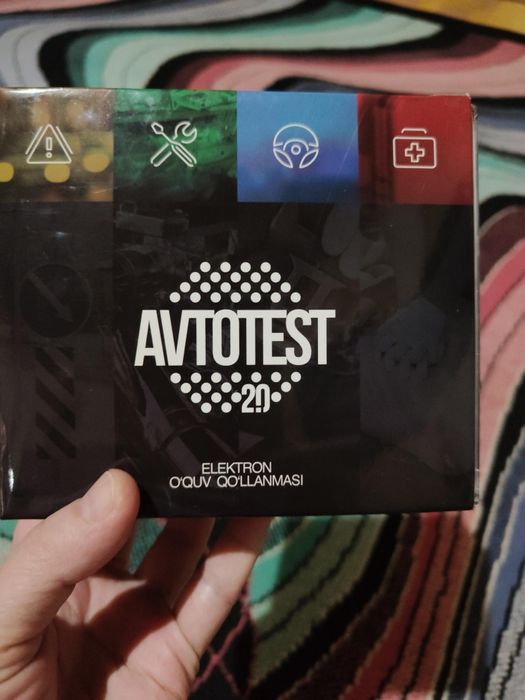 AVTOTEST
2.0
ELEKTRON
O'QUV QO'LLANMASI